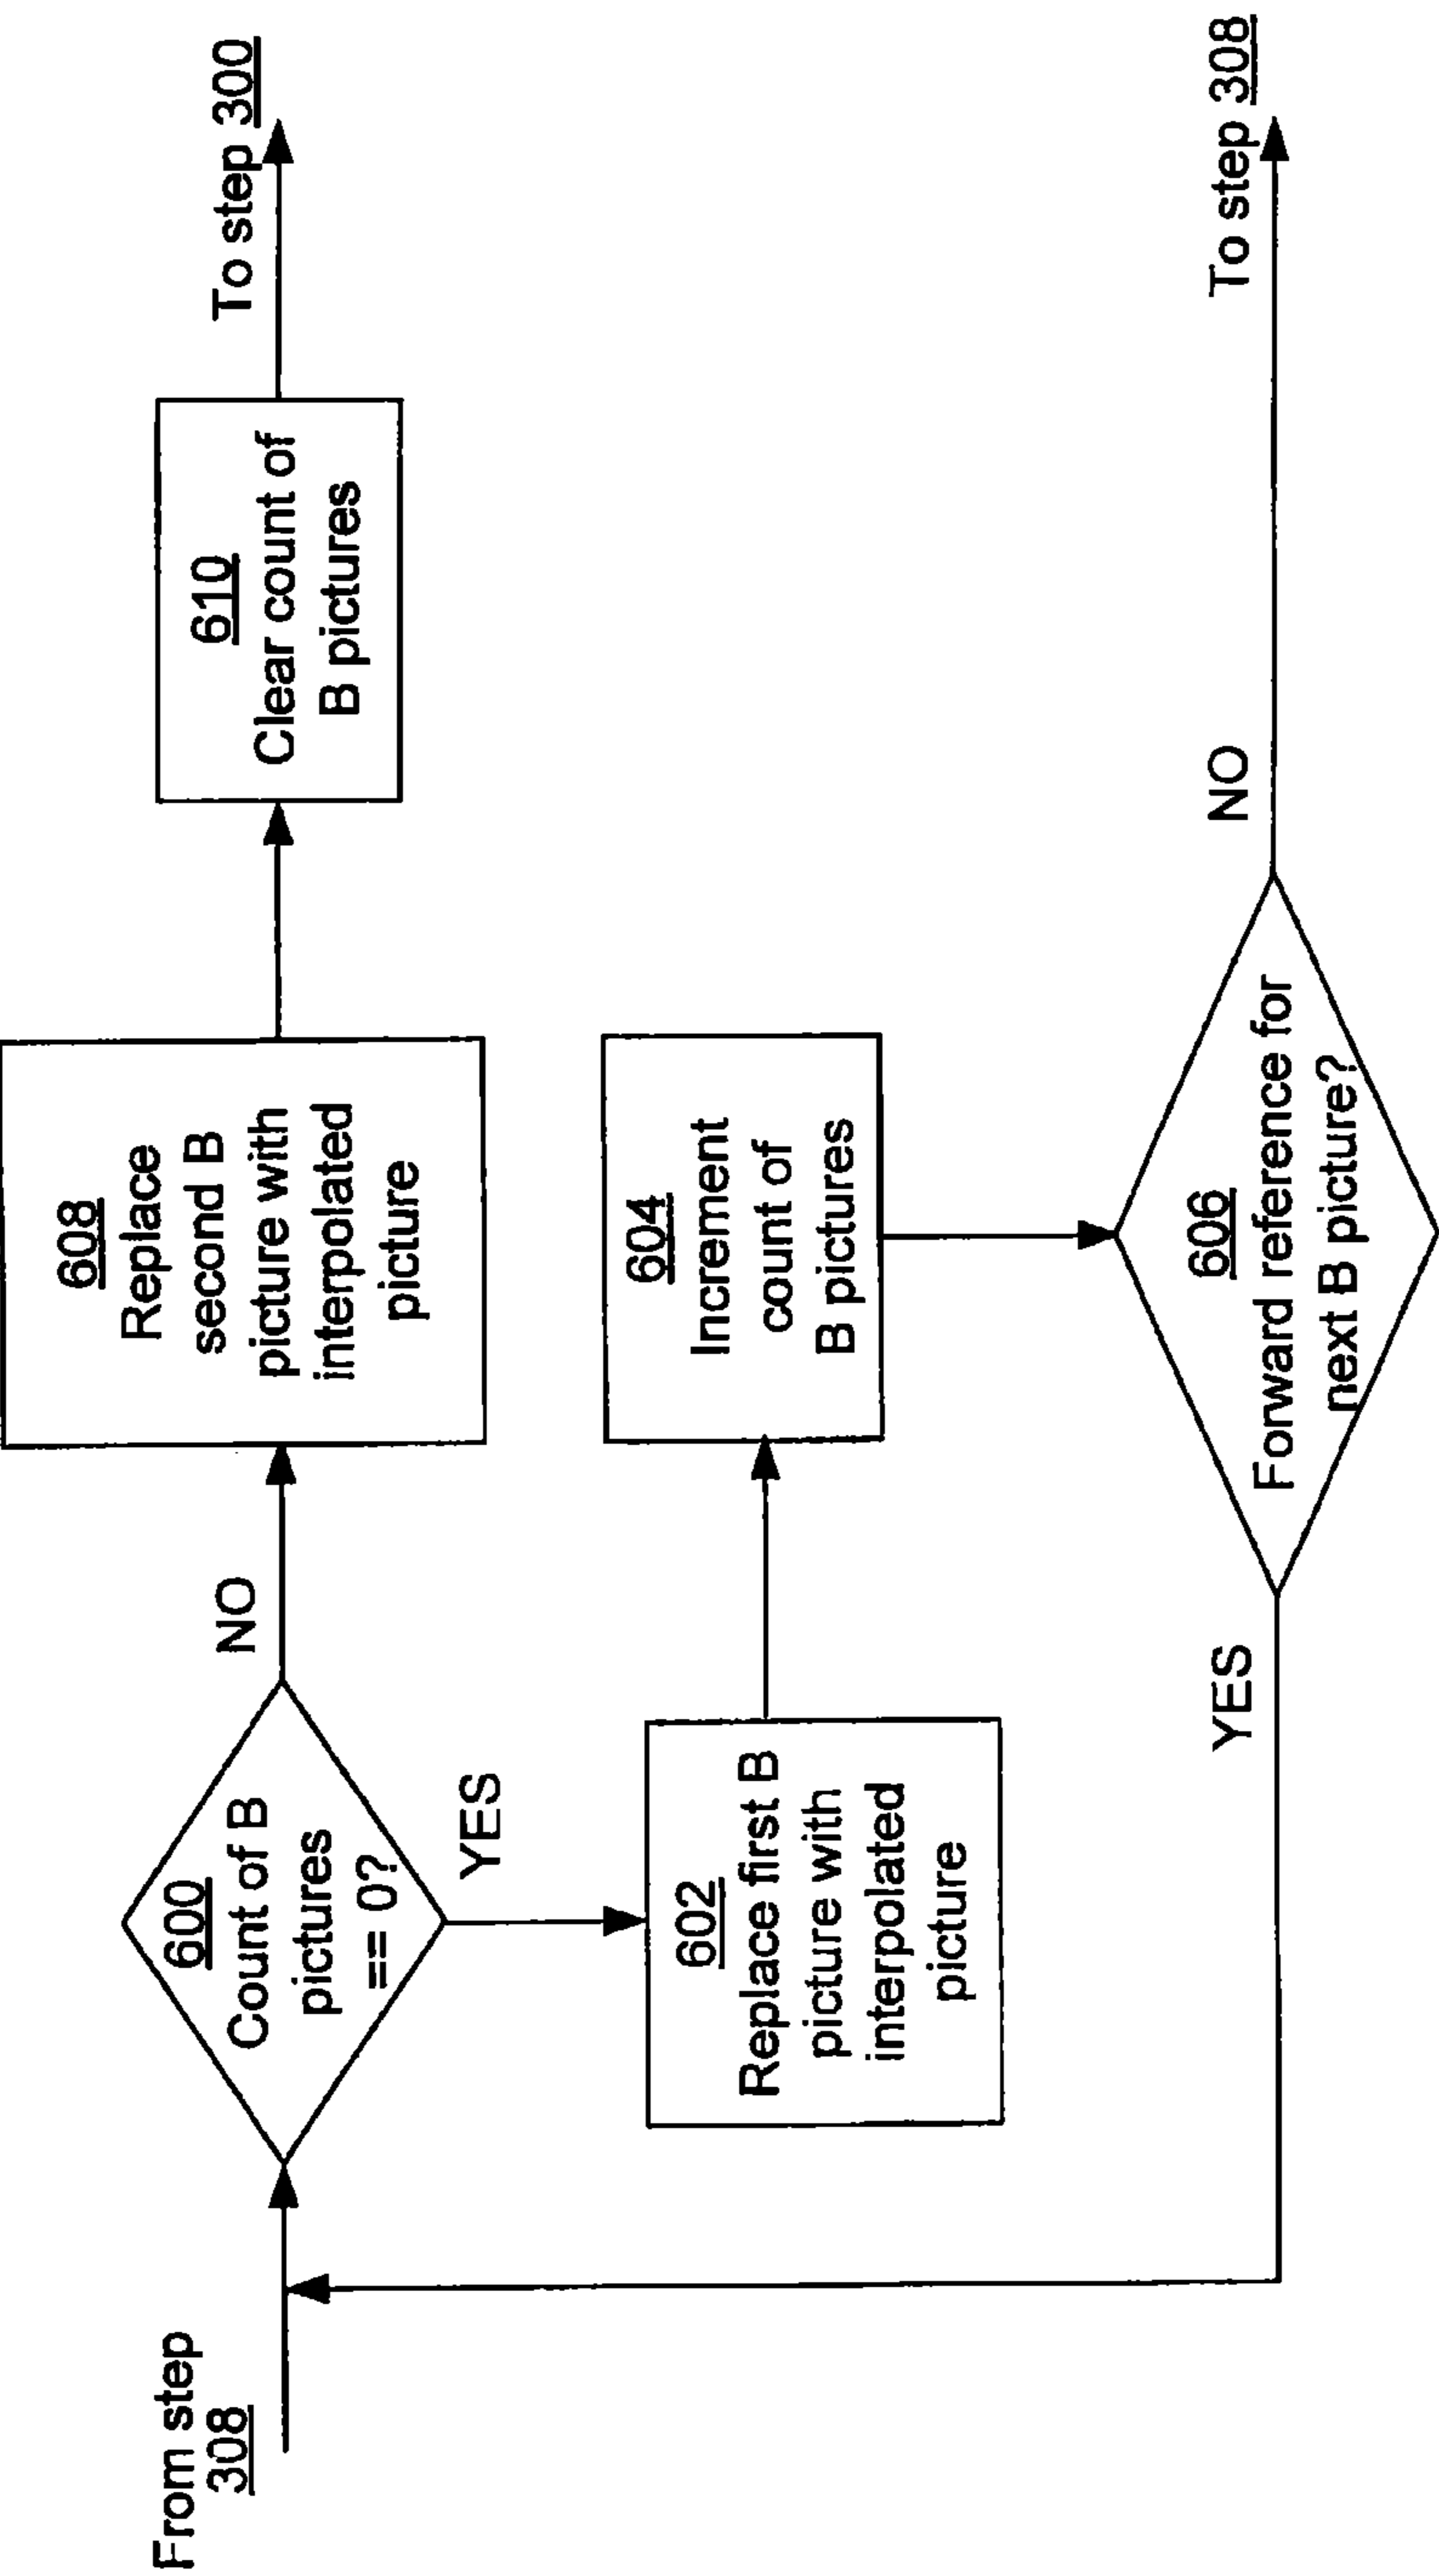 From step
308
600
Count of B
pictures
== 0?
NO
YES
608
Replace
second B
picture with
interpolated
picture
610
Clear count of
B pictures
To step 300
602
Replace first B
picture with
interpolated
picture
604
Increment
count of
B pictures
606
Forward reference for
next B picture?
YES
NO
To step 308